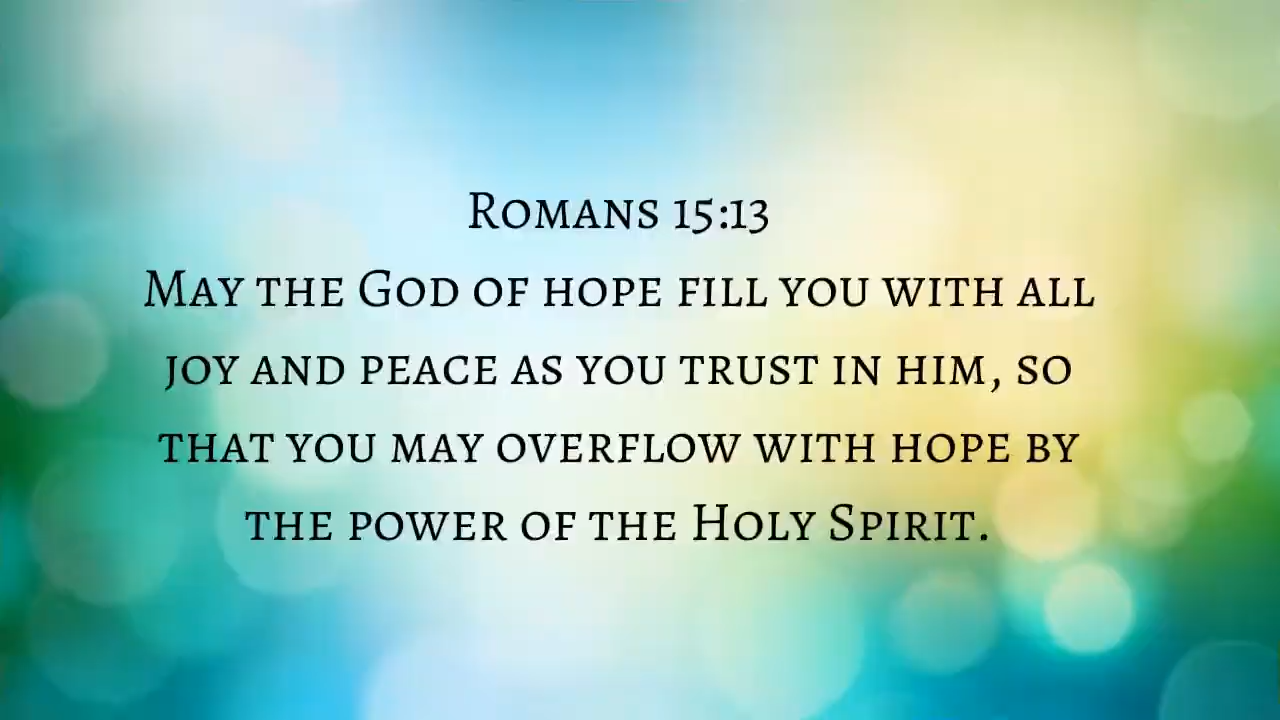 Romans 15:13
May the God of hope fill you with all
joy and peace as you trust in him, so
that you may overflow with hope by
the power of the Holy Spirit.